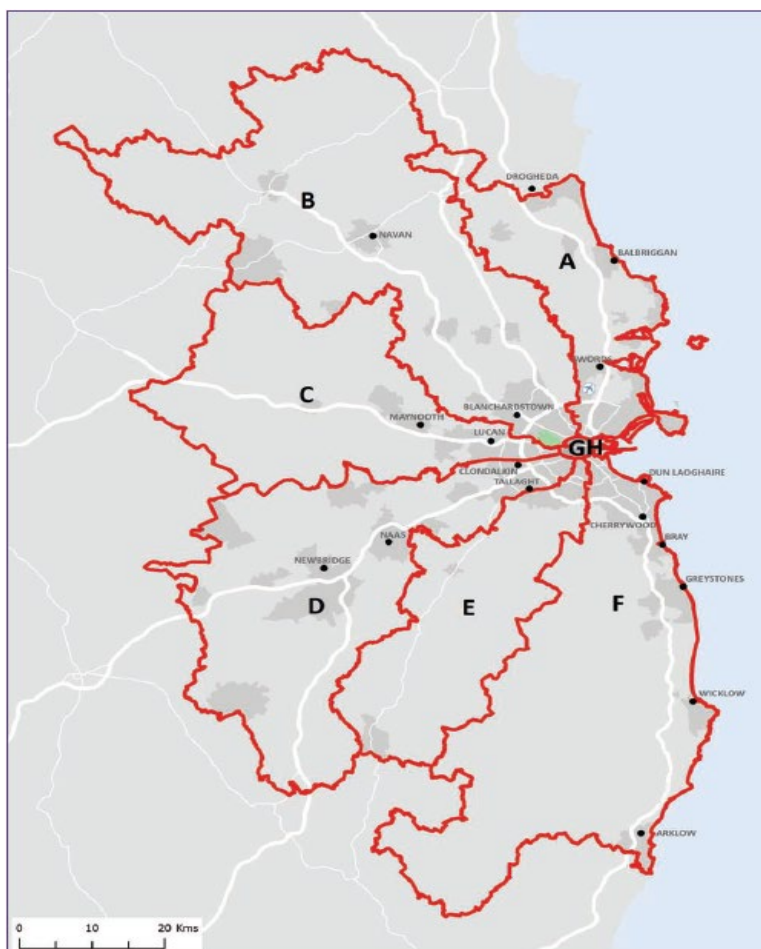 DROGHEDA
B
NAVAN
A
BALBRIGGAN
SWORDS
C
BLANCHARDSTOWN
MAYNOOTH
LUCAN
GH
CLONDALKIN
TALLAGHT
DUN LAOGHAIRE
CHERRYWOOD
NAAS
BRAY
NEWBRIDGE
GREYSTONES
D
E
F
WICKLOW
ARKLOW
0 10 20 Kms